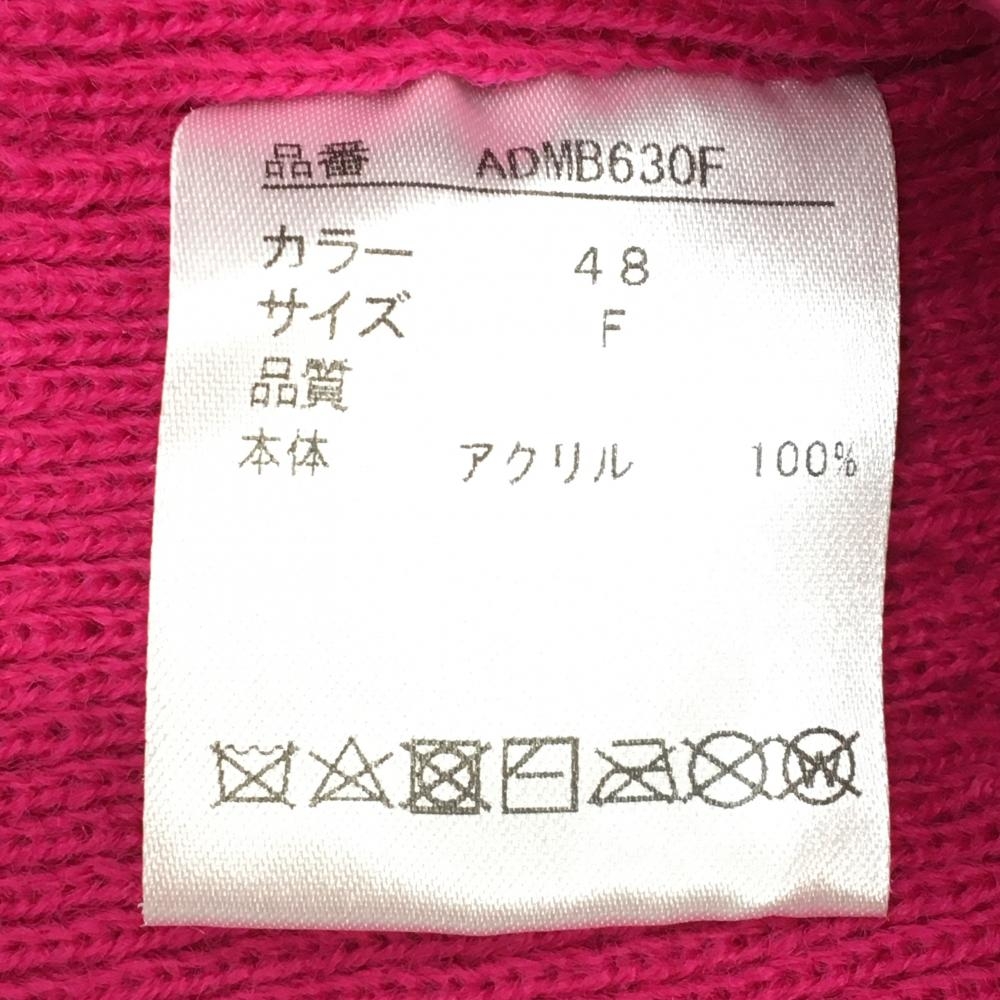 品番 ADMB630F
カラー 48
サイズ F
品質
本体 アクリル 100%
W